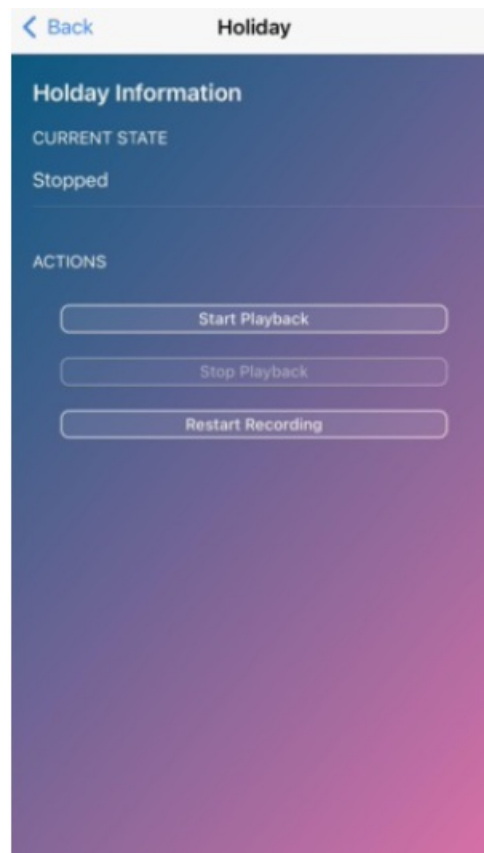 Back
Holiday
Holday Information
CURRENT STATE
Stopped
ACTIONS
Start Playback
Stop Playback
Restart Recording